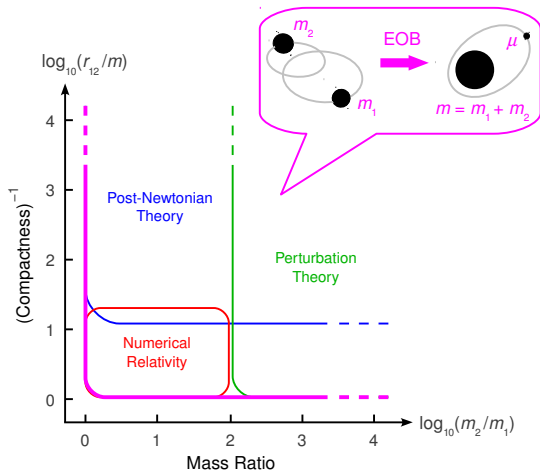 log₁₀(r₁₂/m)
m₂
EOB
μ
m₁
m = m₁ + m₂
4
3
2
1
0
(Compactness)⁻¹
Post-Newtonian
Theory
Perturbation
Theory
Numerical
Relativity
0
1
2
3
4
log₁₀(m₂/m₁)
Mass Ratio